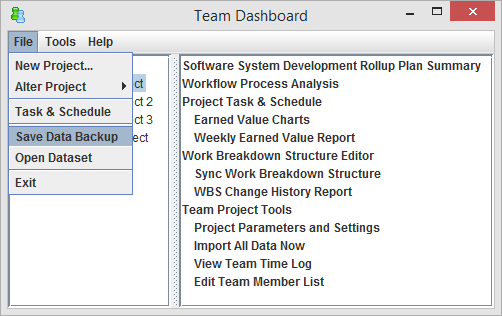 Team Dashboard
File Tools Help
New Project...
Alter Project
Task & Schedule
Save Data Backup
Open Dataset
Exit
ct
ct 2
ct 3
ject
Software System Development Rollup Plan Summary
Workflow Process Analysis
Project Task & Schedule
Earned Value Charts
Weekly Earned Value Report
Work Breakdown Structure Editor
Sync Work Breakdown Structure
WBS Change History Report
Team Project Tools
Project Parameters and Settings
Import All Data Now
View Team Time Log
Edit Team Member List